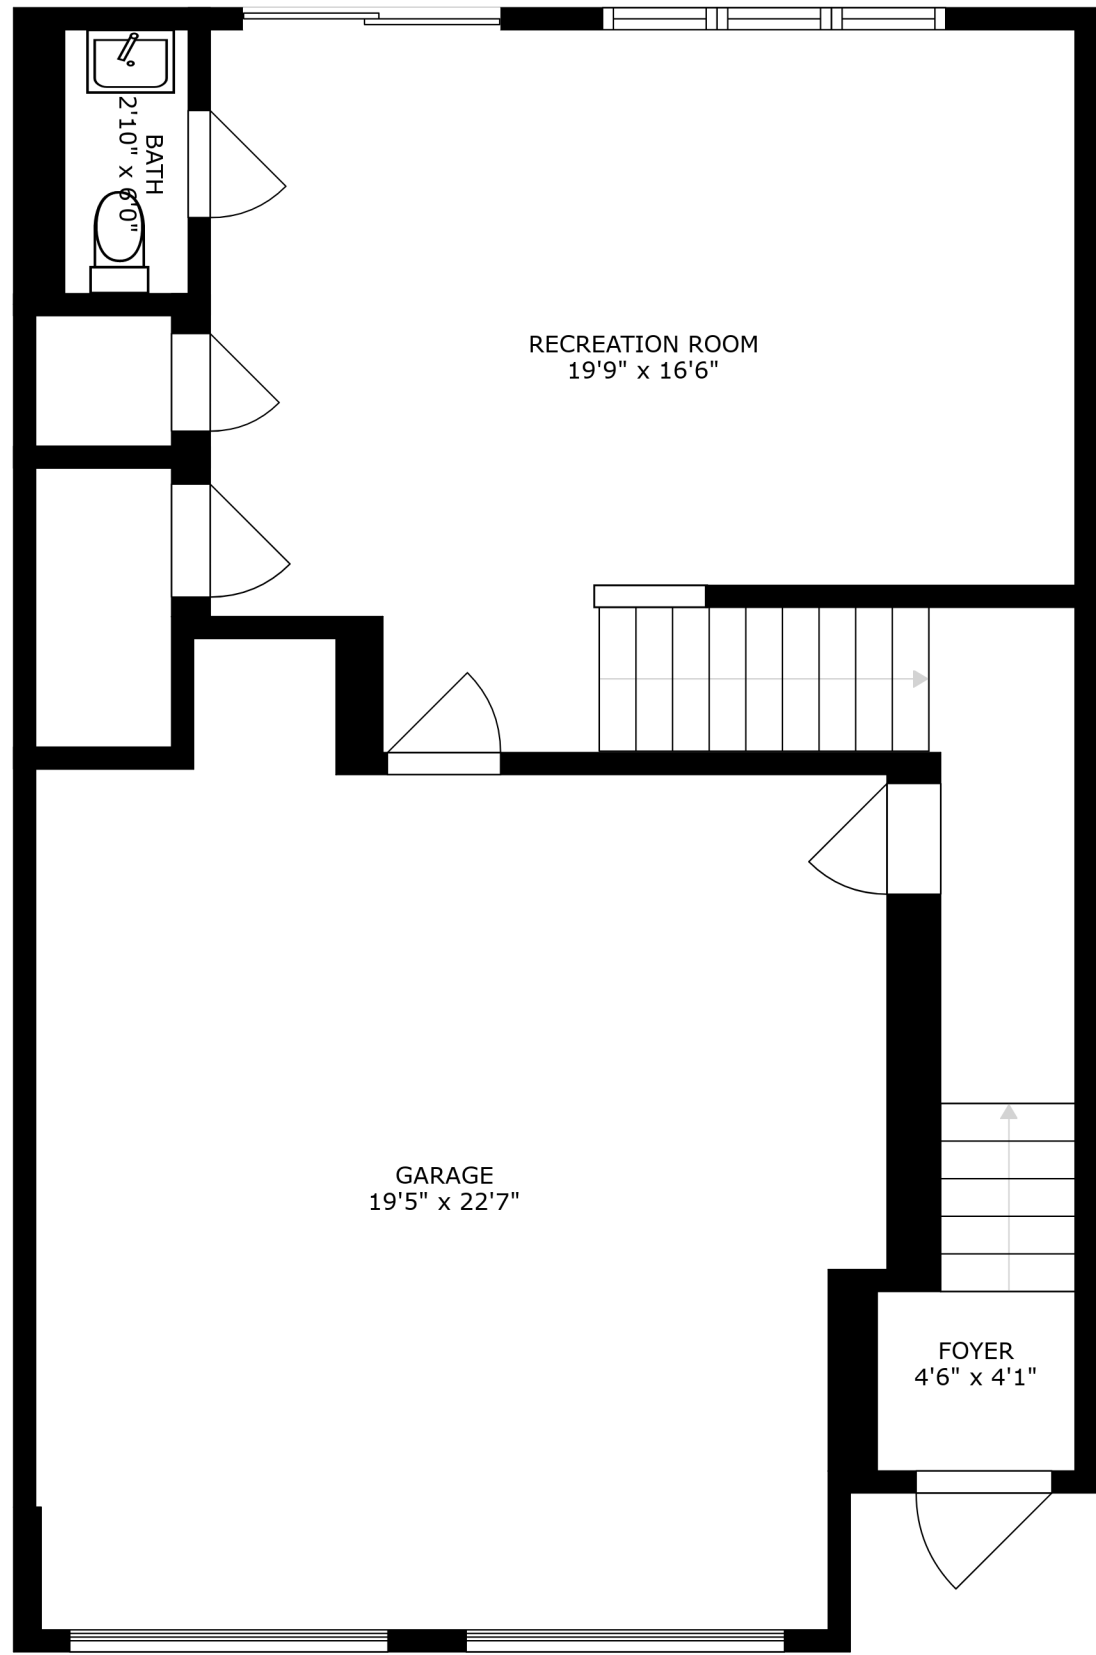 BATH
2'10" x 6'0"
RECREATION ROOM
19'9" x 16'6"
GARAGE
19'5" x 22'7"
FOYER
4'6" x 4'1"